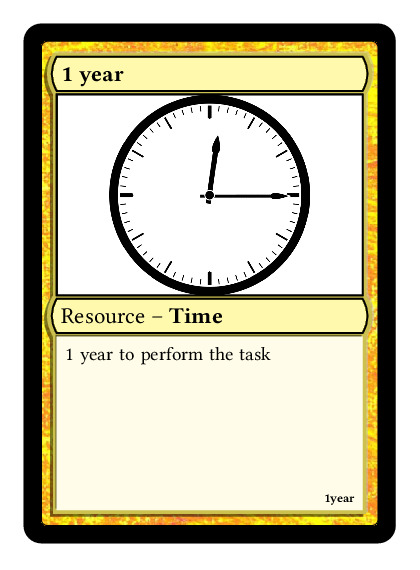 1 year
Resource – Time
1 year to perform the task
1year